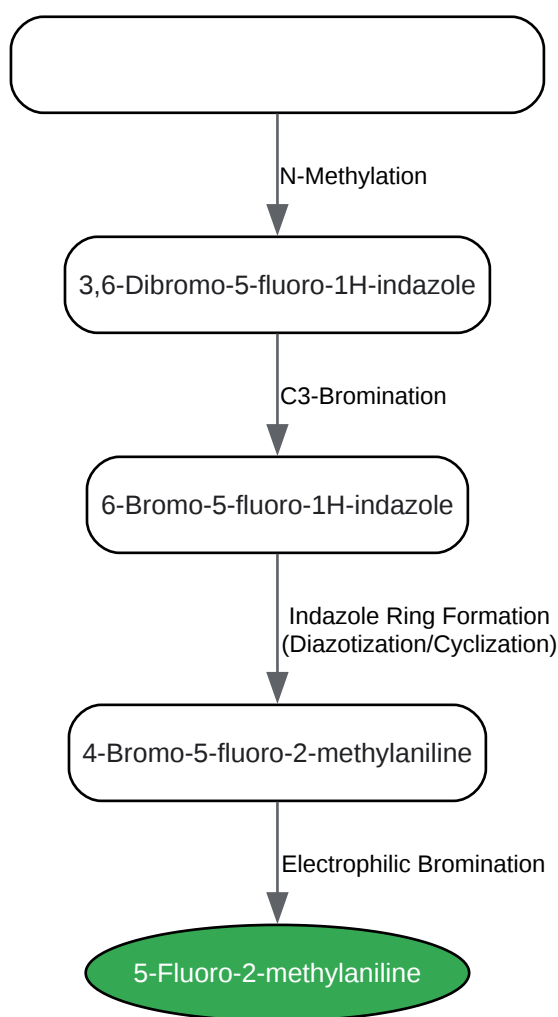 N-Methylation
3,6-Dibromo-5-fluoro-1H-indazole
C3-Bromination
6-Bromo-5-fluoro-1H-indazole
Indazole Ring Formation
(Diazotization/Cyclization)
4-Bromo-5-fluoro-2-methylaniline
Electrophilic Bromination
5-Fluoro-2-methylaniline